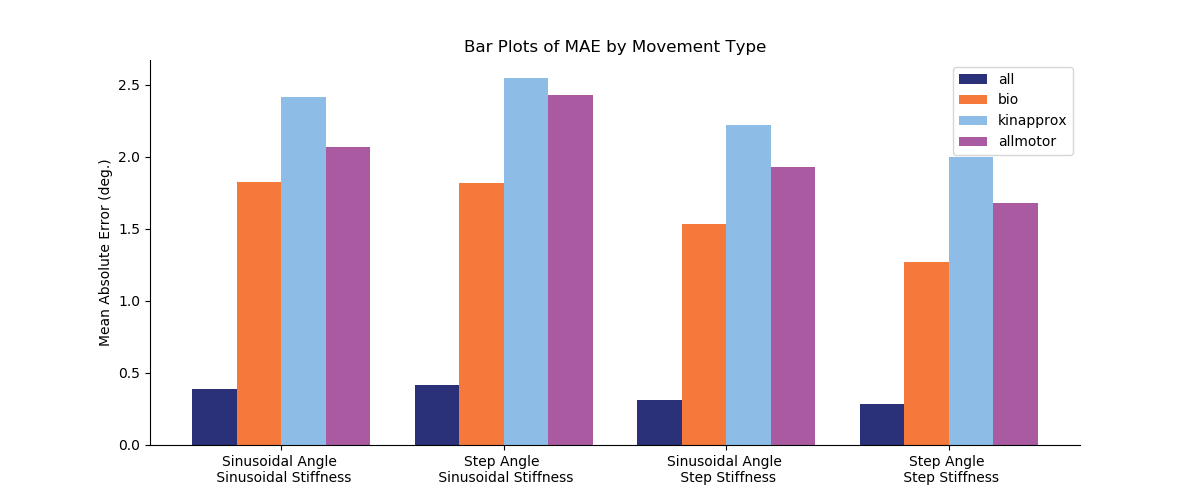 Bar Plots of MAE by Movement Type
Mean Absolute Error (deg.)
2.5
2.0
1.5
1.0
0.5
0.0
all
bio
kinapprox
allmotor
Sinusoidal Angle
Sinusoidal Stiffness
Step Angle
Sinusoidal Stiffness
Sinusoidal Angle
Step Stiffness
Step Angle
Step Stiffness